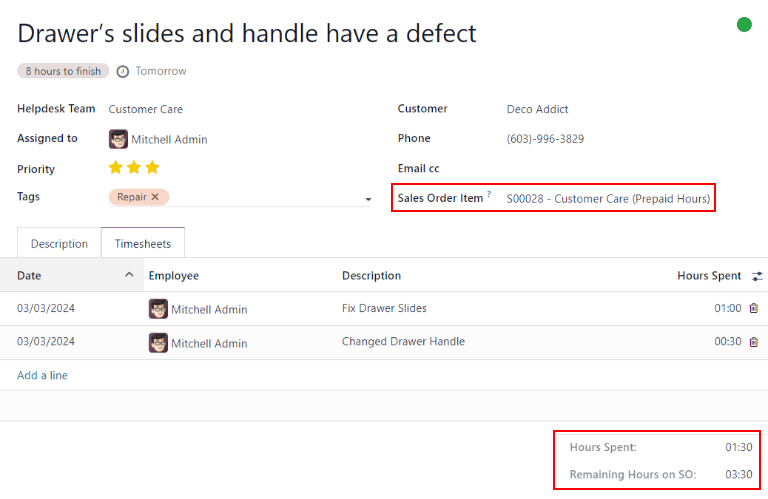 Drawer's slides and handle have a defect
8 hours to finish Tomorrow
Helpdesk Team Customer Care Customer Deco Addict
Assigned to Mitchell Admin Phone (603)-996-3829
Priority Email cc
Tags Repair × Sales Order Item ? S00028 - Customer Care (Prepaid Hours)
Description Timesheets
Date Employee Description Hours Spent
03/03/2024 Mitchell Admin Fix Drawer Slides 01:00
03/03/2024 Mitchell Admin Changed Drawer Handle 00:30
Add a line
Hours Spent: 01:30
Remaining Hours on SO: 03:30